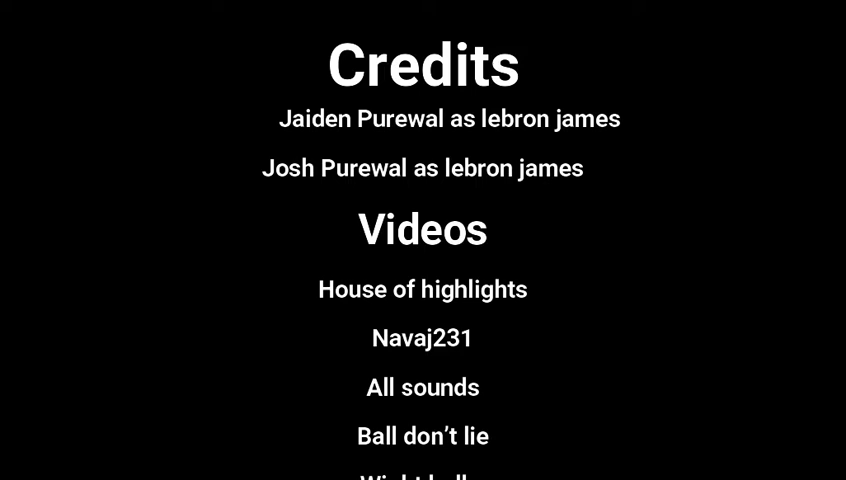 Credits
Jaiden Purewal as lebron james
Josh Purewal as lebron james
Videos
House of highlights
Navaj231
All sounds
Ball don’t lie